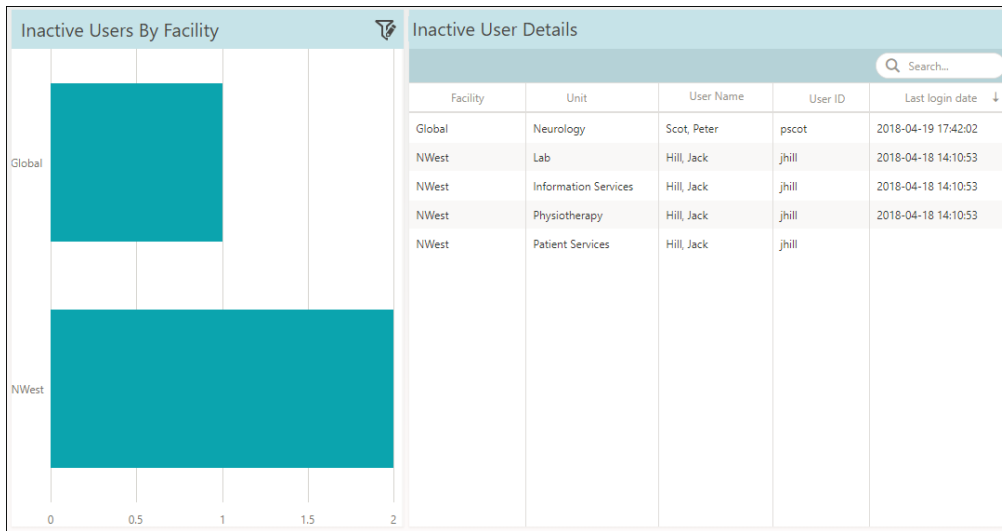 Inactive Users By Facility
Global
NWest
0 0.5 1 1.5 2
Inactive User Details
Search...
Facility Unit User Name User ID Last login date ↓
Global Neurology Scot, Peter pscot 2018-04-19 17:42:02
NWest Lab Hill, Jack jhill 2018-04-18 14:10:53
NWest Information Services Hill, Jack jhill 2018-04-18 14:10:53
NWest Physiotherapy Hill, Jack jhill 2018-04-18 14:10:53
NWest Patient Services Hill, Jack jhill